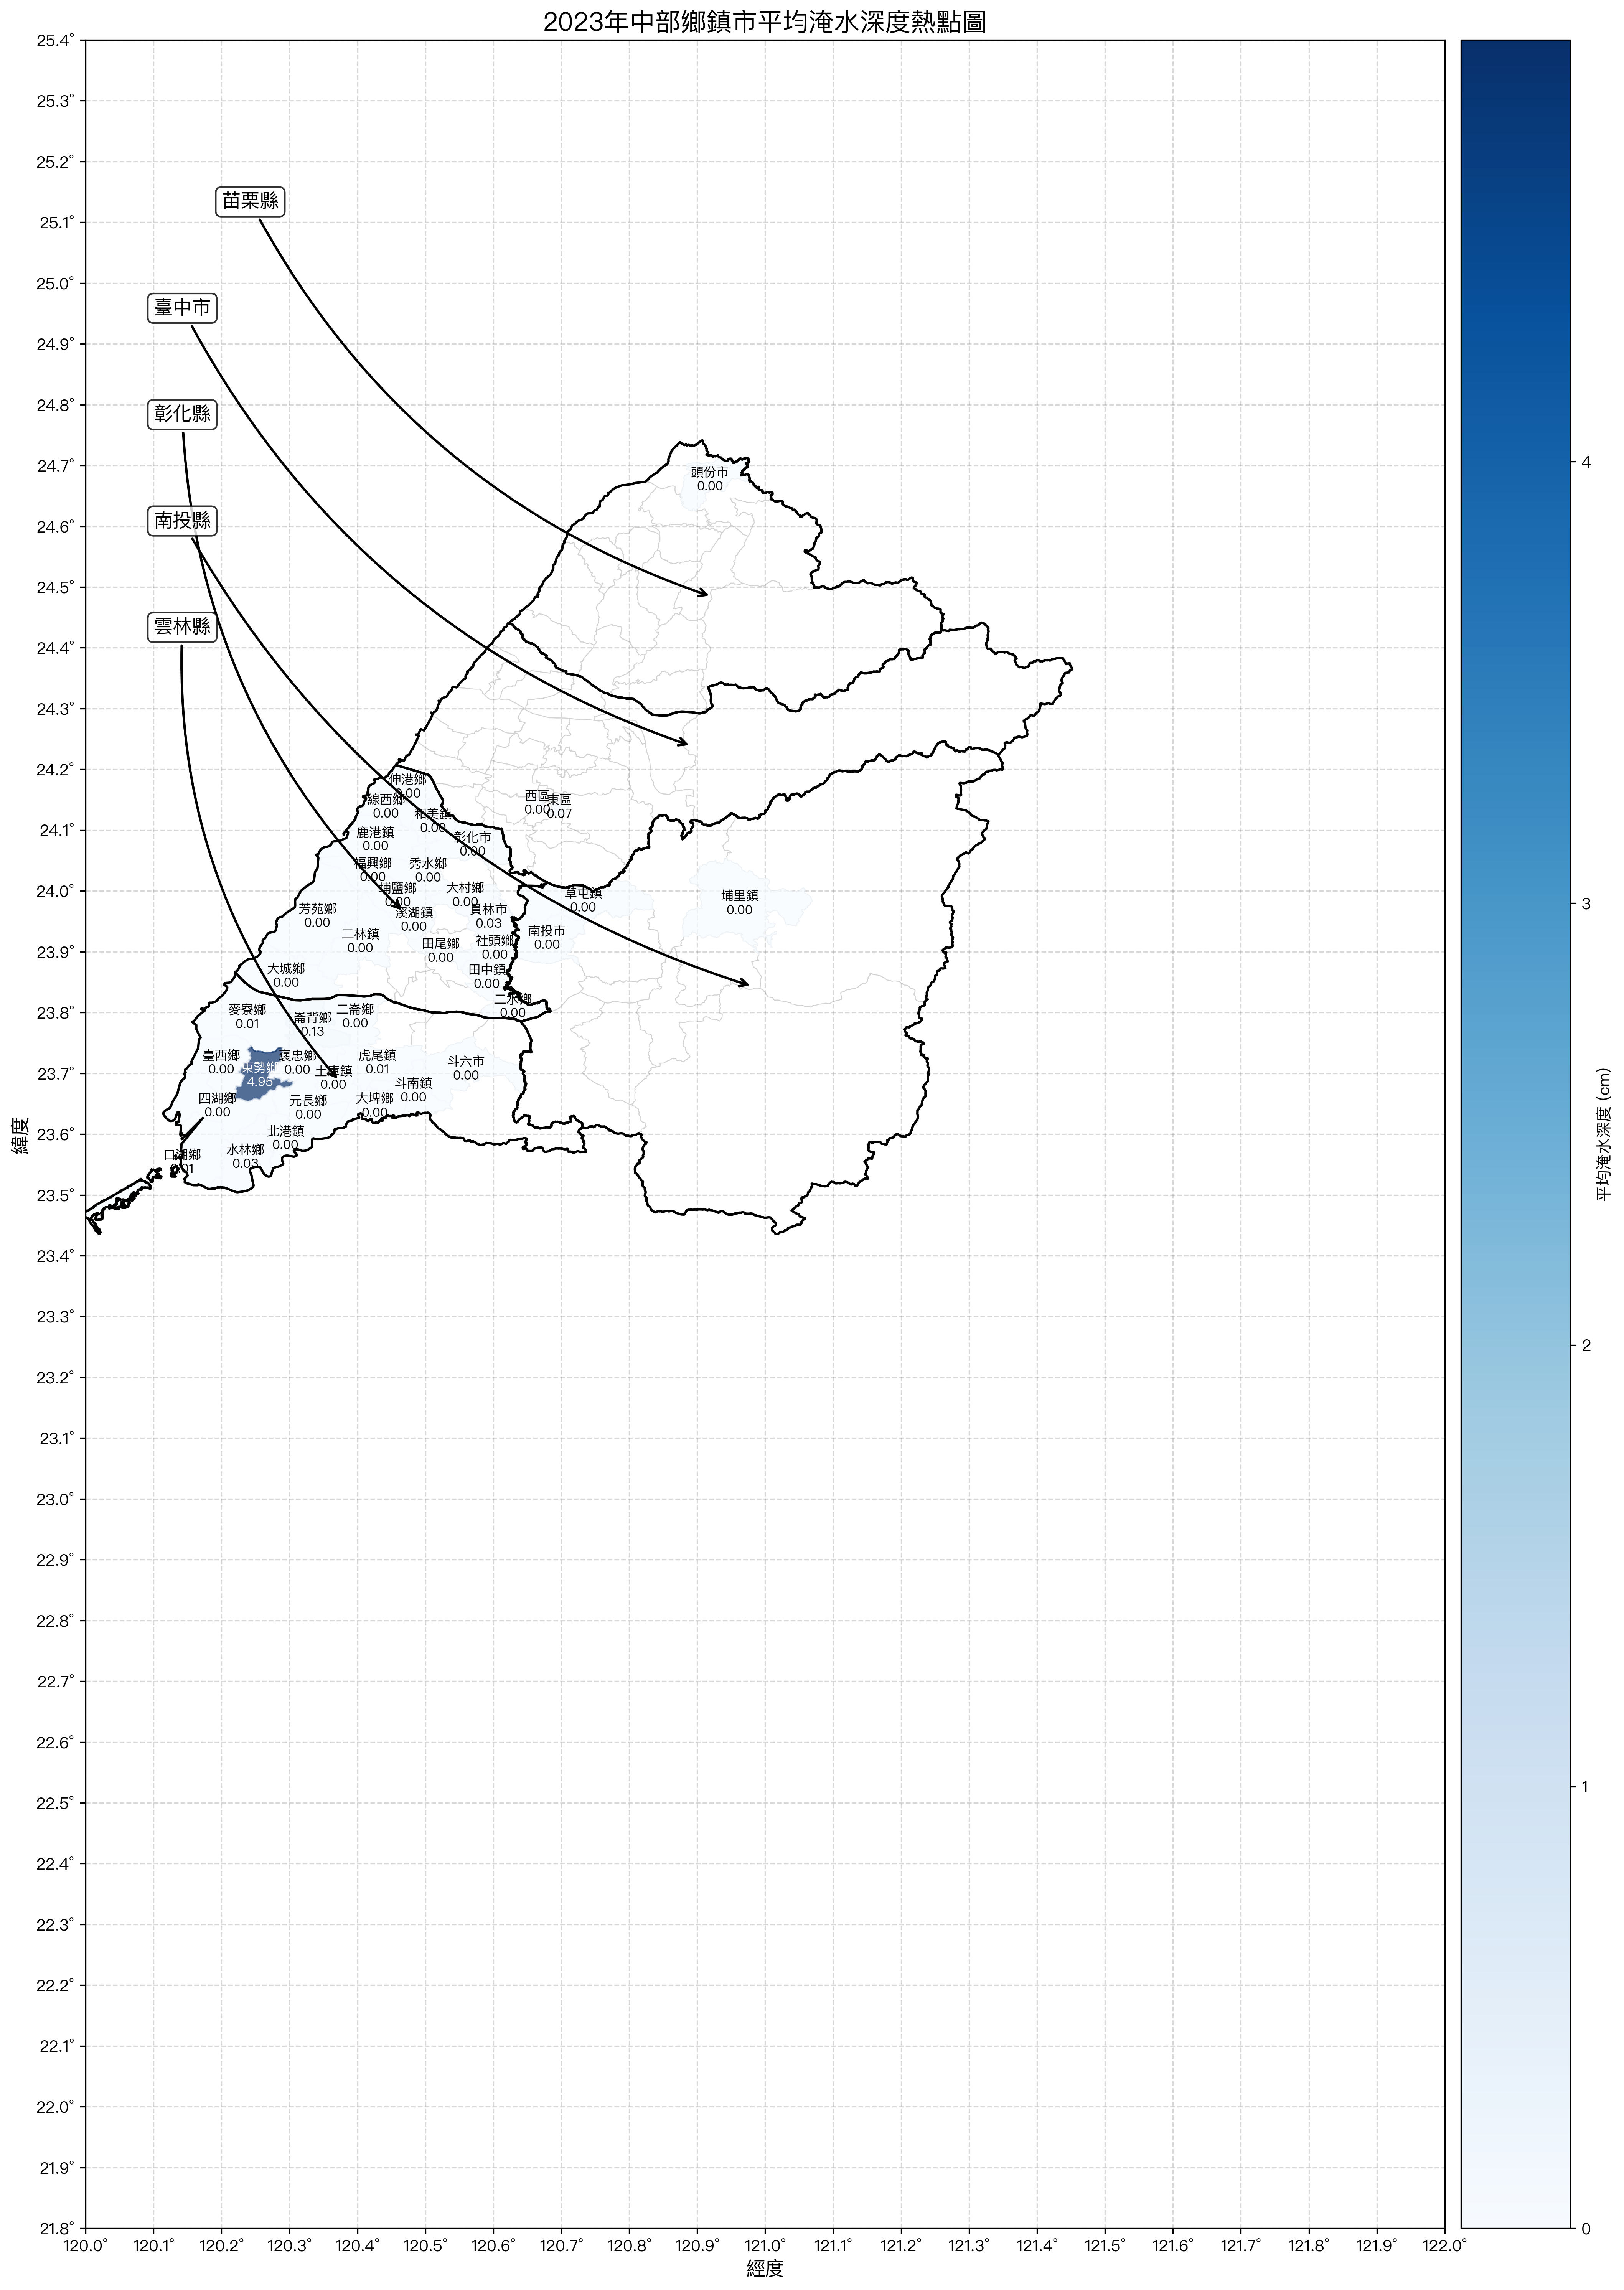 2023年中部鄉鎮市平均淹水深度熱點圖
25.4°
25.3°
25.2°
25.1°
25.0°
24.9°
24.8°
24.7°
24.6°
24.5°
24.4°
24.3°
24.2°
24.1°
24.0°
23.9°
23.8°
23.7°
23.6°
23.5°
23.4°
23.3°
23.2°
23.1°
23.0°
22.9°
22.8°
22.7°
22.6°
22.5°
22.4°
22.3°
22.2°
22.1°
22.0°
21.9°
21.8°
緯度
苗栗縣
臺中市
彰化縣
南投縣
雲林縣
頭份市
0.00
伸港鄉
0.00
線西鄉
0.00
和美鎮
0.00
西區
0.00
東區
0.07
鹿港鎮
0.00
彰化市
0.00
福興鄉
0.00
秀水鄉
0.00
埔鹽鄉
0.00
大村鄉
0.00
草屯鎮
0.00
埔里鎮
0.00
芳苑鄉
0.00
溪湖鎮
0.00
員林市
0.03
二林鎮
0.00
田尾鄉
0.00
社頭鄉
0.00
南投市
0.00
大城鄉
0.00
田中鎮
0.00
二水鄉
0.00
麥寮鄉
0.01
崙背鄉
0.13
二崙鄉
0.00
臺西鄉
0.00
東勢鄉
4.95
褒忠鄉
0.00
土庫鎮
0.00
虎尾鎮
0.01
斗六市
0.00
斗南鎮
0.00
四湖鄉
0.00
元長鄉
0.00
大埤鄉
0.00
北港鎮
0.00
口湖鄉
0.01
水林鄉
0.03
120.0°
120.1°
120.2°
120.3°
120.4°
120.5°
120.6°
120.7°
120.8°
120.9°
121.0°
121.1°
121.2°
121.3°
121.4°
121.5°
121.6°
121.7°
121.8°
121.9°
122.0°
經度
4
3
2
1
0
平均淹水深度 (cm)